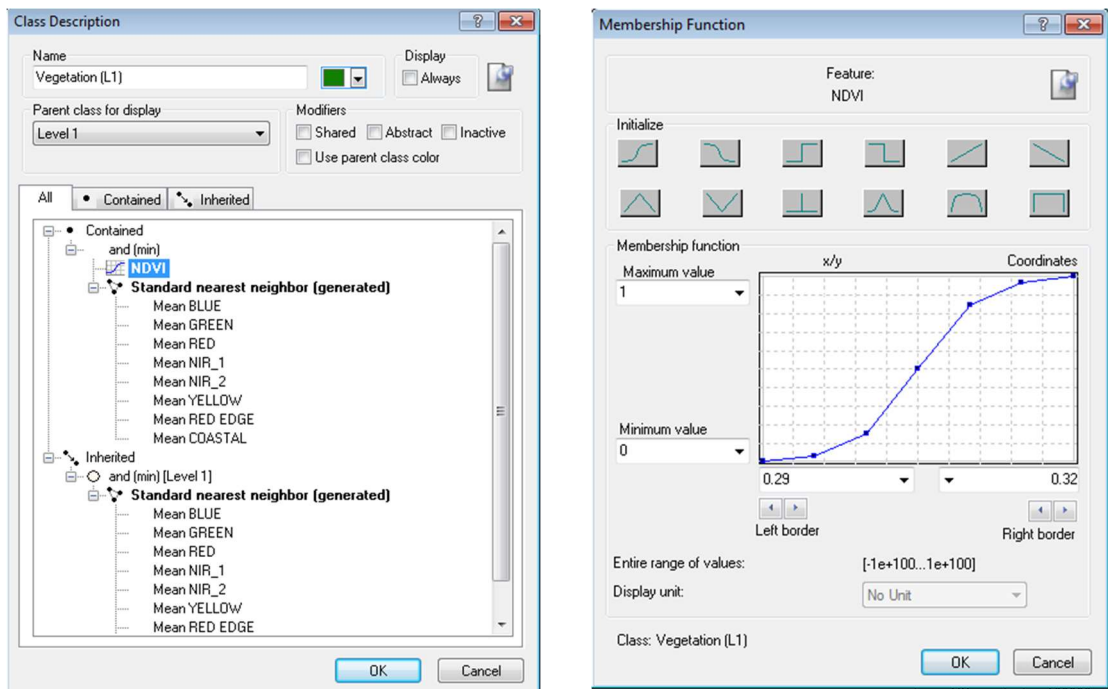 Class Description
Name
Display
Vegetation (L1)
Always
Parent class for display
Modifiers
Level 1
Shared Abstract Inactive
Use parent class color
All Contained Inherited
Contained
and (min)
NDVI
Standard nearest neighbor (generated)
Mean BLUE
Mean GREEN
Mean RED
Mean NIR_1
Mean NIR_2
Mean YELLOW
Mean RED EDGE
Mean COASTAL
Inherited
and (min) [Level 1]
Standard nearest neighbor (generated)
Mean BLUE
Mean GREEN
Mean RED
Mean NIR_1
Mean NIR_2
Mean YELLOW
Mean RED EDGE
OK Cancel
Membership Function
Feature:
NDVI
Initialize
Membership function
Maximum value
x/y
Coordinates
1
Minimum value
0
0.29
0.32
Left border
Right border
Entire range of values: [-1e+100...1e+100]
Display unit: No Unit
Class: Vegetation (L1)
OK Cancel